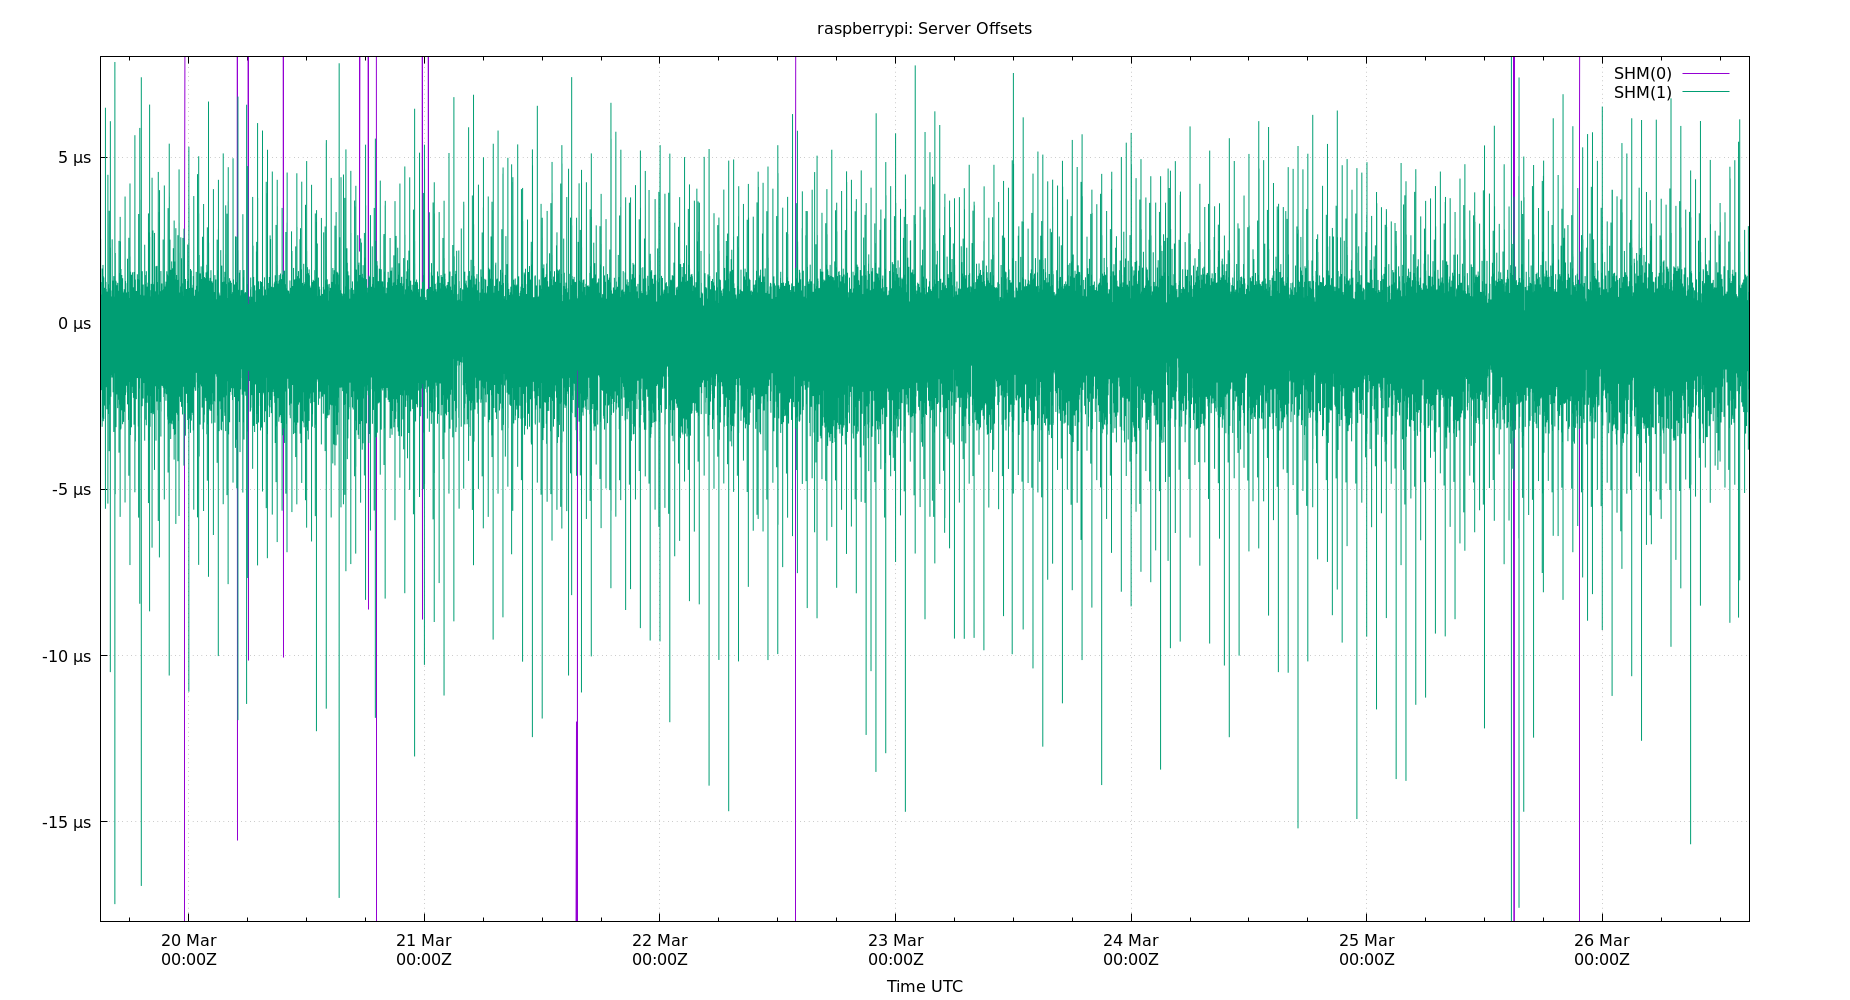 raspberrypi: Server Offsets
SHM(0)
SHM(1)
5 µs
0 µs
-5 µs
-10 µs
-15 µs
20 Mar 21 Mar 22 Mar 23 Mar 24 Mar 25 Mar 26 Mar
00:00Z 00:00Z 00:00Z 00:00Z 00:00Z 00:00Z 00:00Z
Time UTC